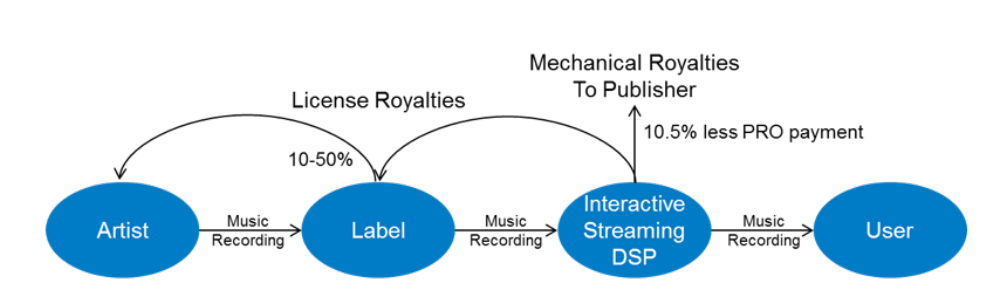 Mechanical Royalties
To Publisher
License Royalties
10.5% less PRO payment
10-50%
Artist
Music
Recording
Label
Music
Recording
Interactive
Streaming
DSP
Music
Recording
User